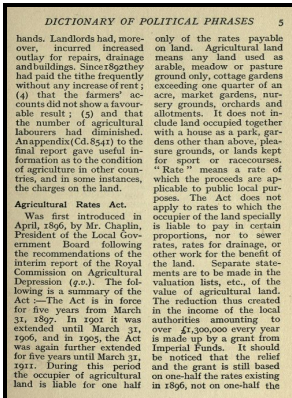 DICTIONARY OF POLITICAL PHRASES 5
hands. Landlords had, more-
over, incurred increased
outlay for repairs, drainage
and buildings. Since 1892 they
had paid the tithe frequently
without any increase of rent;
(4) that the farmers' ac-
counts did not show a favour-
able result; (5) and that
the number of agricultural
labourers had diminished.
An appendix (Cd. 8541) to the
final report gave useful in-
formation as to the condition
of agriculture in other coun-
tries, and in some instances,
the charges on the land.
Agricultural Rates Act.
Was first introduced in
April, 1896, by Mr. Chaplin,
President of the Local Gov-
ernment Board following
the recommendations of the
interim report of the Royal
Commission on Agricultural
Depression (q.v.). The fol-
lowing is a summary of the
Act :—The Act is in force
for five years from March
31, 1897. In 1901 it was
extended until March 31,
1906, and in 1905, the Act
was again further extended
for five years until March 31,
1911. During this period
the occupier of agricultural
land is liable for one half
only of the rates payable
on land. Agricultural land
means any land used as
arable, meadow or pasture
ground only, cottage gardens
exceeding one quarter of an
acre, market gardens, nur-
sery grounds, orchards and
allotments. It does not in-
clude land occupied together
with a house as a park, gar-
dens other than above, plea-
sure grounds, or lands kept
for sport or racecourses.
"Rate" means a rate of
which the proceeds are ap-
plicable to public local pur-
poses. The Act does not
apply to rates to which the
occupier of the land specially
is liable to pay in certain
proportions, nor to sewer
rates, rates for drainage, or
other work for the benefit of
the land. Separate state-
ments are to be made in the
valuation lists, etc., of the
value of agricultural land.
The reduction thus created
in the income of the local
authorities amounting to
over £1,300,000 every year
is made up by a grant from
Imperial Funds. It should
be noticed that the relief
and the grant is still based
on one-half the rates existing
in 1896, not on one-half the